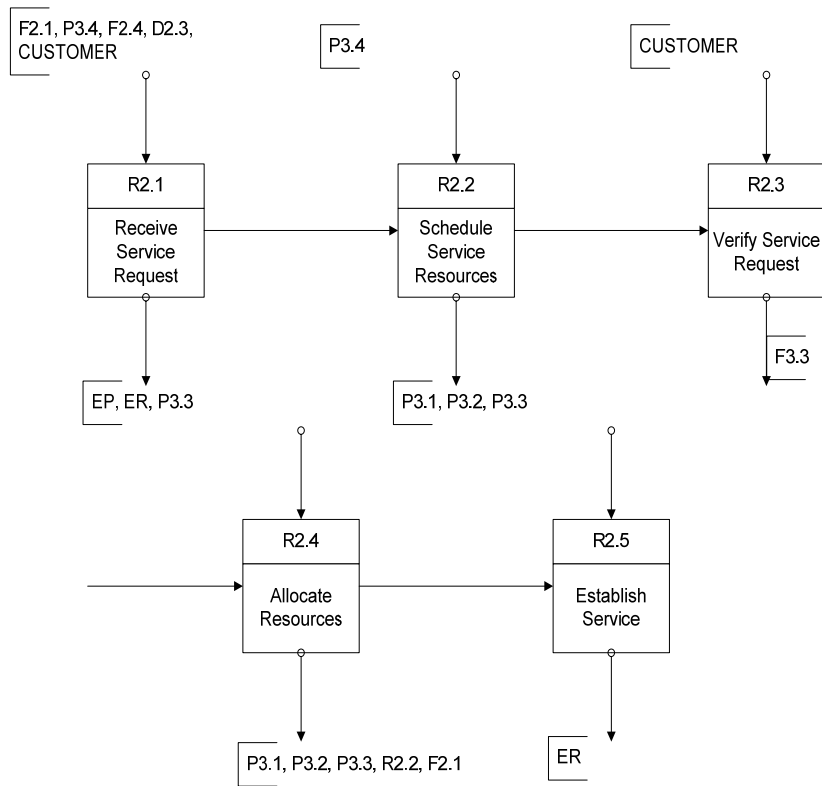 F2.1, P3.4, F2.4, D2.3,
CUSTOMER
P3.4
CUSTOMER
R2.1
Receive
Service
Request
R2.2
Schedule
Service
Resources
R2.3
Verify Service
Request
EP, ER, P3.3
P3.1, P3.2, P3.3
F3.3
R2.4
Allocate
Resources
R2.5
Establish
Service
P3.1, P3.2, P3.3, R2.2, F2.1
ER